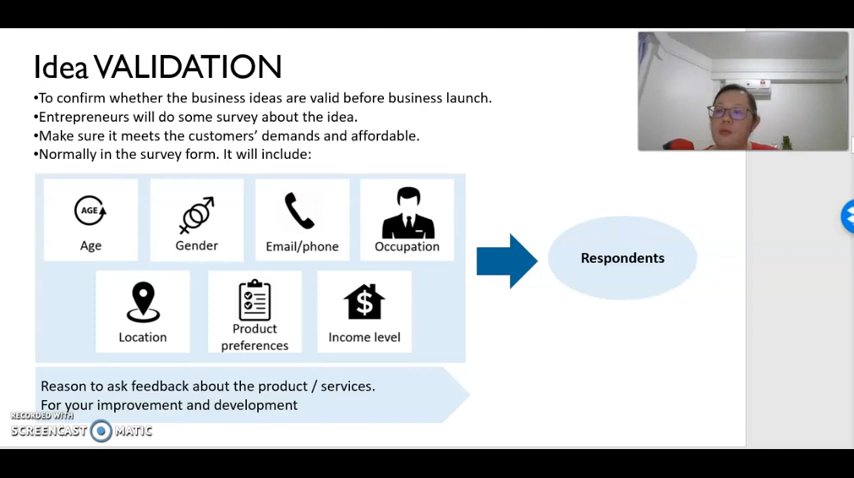 Idea VALIDATION
•To confirm whether the business ideas are valid before business launch.
•Entrepreneurs will do some survey about the idea.
•Make sure it meets the customers’ demands and affordable.
•Normally in the survey form. It will include:
AGE
Age
Gender
Email/phone
Occupation
Respondents
Location
Product
preferences
$
Income level
Reason to ask feedback about the product / services.
For your improvement and development
RECORDED WITH
SCREENCAST MATIC